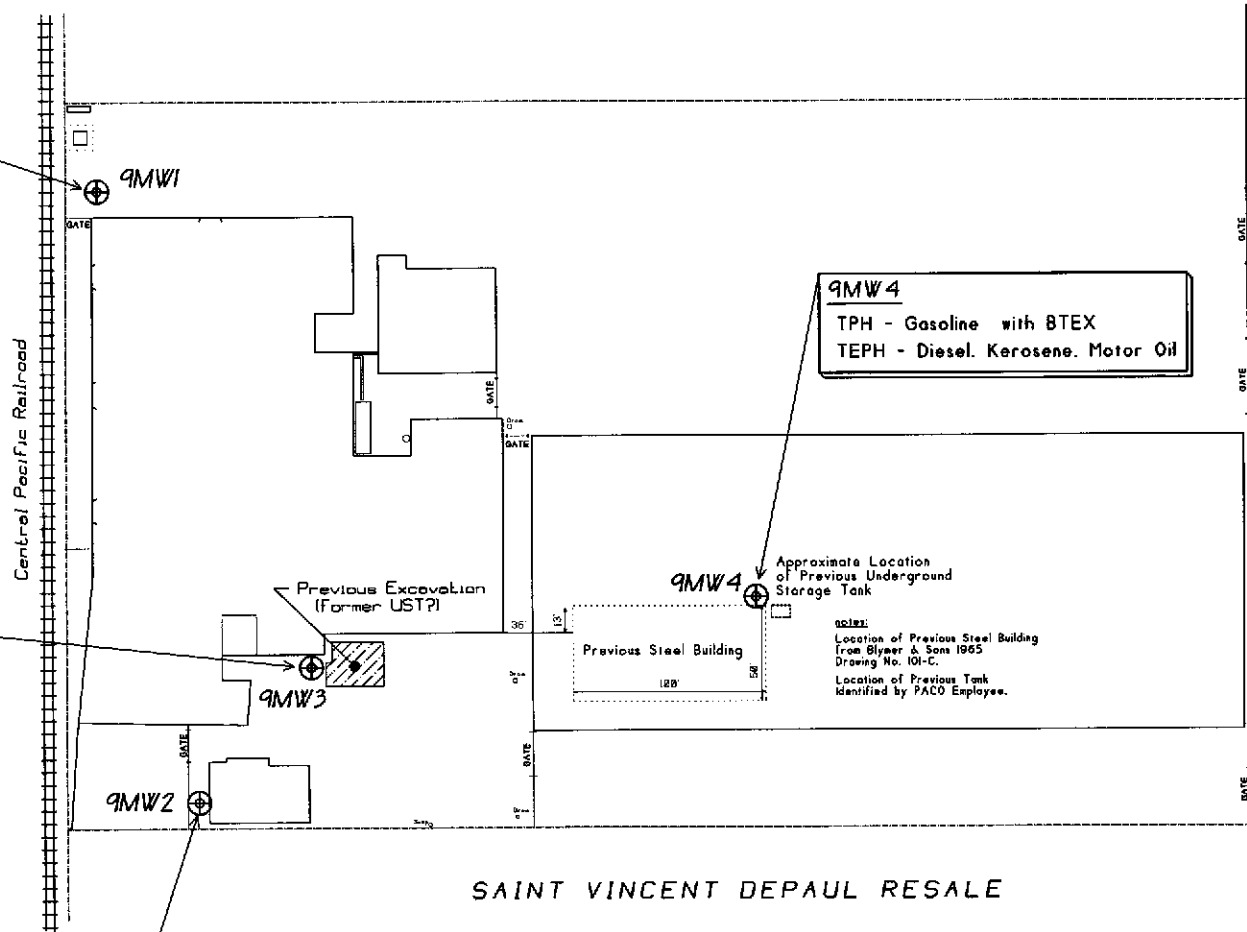 9MW1
GATE
GATE
9MW4
TPH - Gasoline with BTEX
TEPH - Diesel. Kerosene. Motor Oil
GATE
GATE
GATE
Central Pacific Railroad
Previous Excavation
(Former UST?)
9MW4
Approximate Location
of Previous Underground
Storage Tank
36'
13'
Previous Steel Building
50'
100'
notes:
Location of Previous Steel Building
from Blymer & Sons 1965
Drawing No. 101-C.
Location of Previous Tank
Identified by PACO Employee.
9MW3
GATE
GATE
GATE
9MW2
SAINT VINCENT DEPAUL RESALE